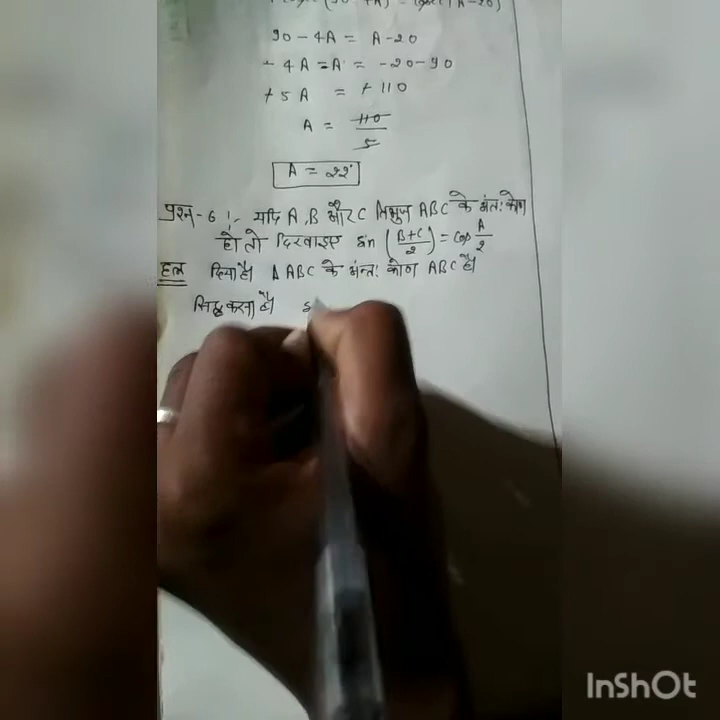 90 - 4A = A - 20
- 4A = A = -20 - 90
+ 5A = + 110
A = 110/5
A = 22°
प्रश्न - 6 :- यदि A, B और C त्रिभुज ABC के अंतः कोण
हो तो दिखाइए sin (B+C/2) = cos A/2
हल दिया है। Δ ABC के अन्तः कोण ABC है।
सिद्ध करना है। s
InShOt